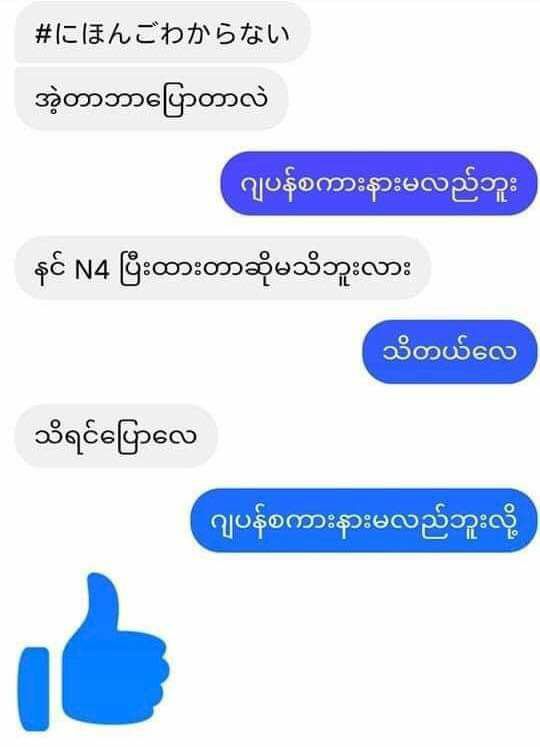 #にほんごわからない
အဲ့တာဘာပြောတာလဲ
ဂျပန်စကားနားမလည်ဘူး
နင် N4 ပြီးထားတာဆိုမသိဘူးလား
သိတယ်လေ
သိရင်ပြောလေ
ဂျပန်စကားနားမလည်ဘူးလို့